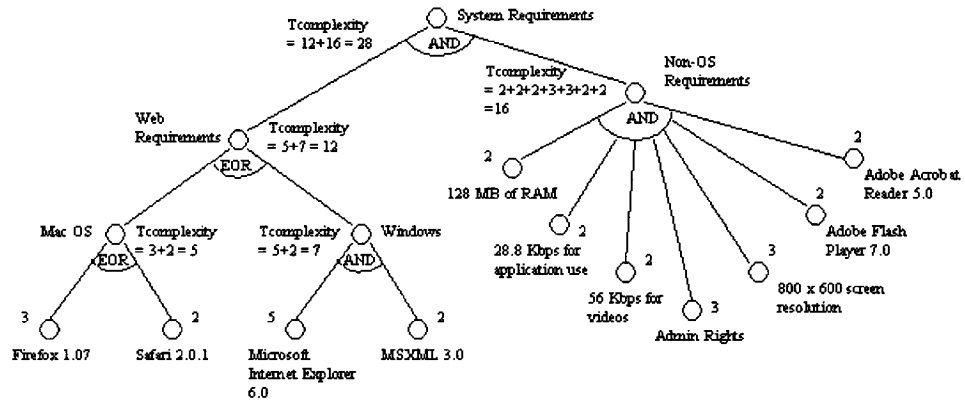 System Requirements
Tcomplexity
= 12+16 = 28
AND
Non-OS
Requirements
Tcomplexity
= 2+2+2+3+3+2+2
=16
AND
Web
Requirements
Tcomplexity
= 5+7 = 12
EOR
2
128 MB of RAM
2
Adobe Acrobat
Reader 5.0
2
Adobe Flash
Player 7.0
2
28.8 Kbps for
application use
2
56 Kbps for
videos
3
Admin Rights
3
800 x 600 screen
resolution
Mac OS
Tcomplexity
= 3+2 = 5
EOR
Tcomplexity
= 5+2 = 7
Windows
AND
3
Firefox 1.07
2
Safari 2.0.1
5
Microsoft
Internet Explorer
6.0
2
MSXML 3.0